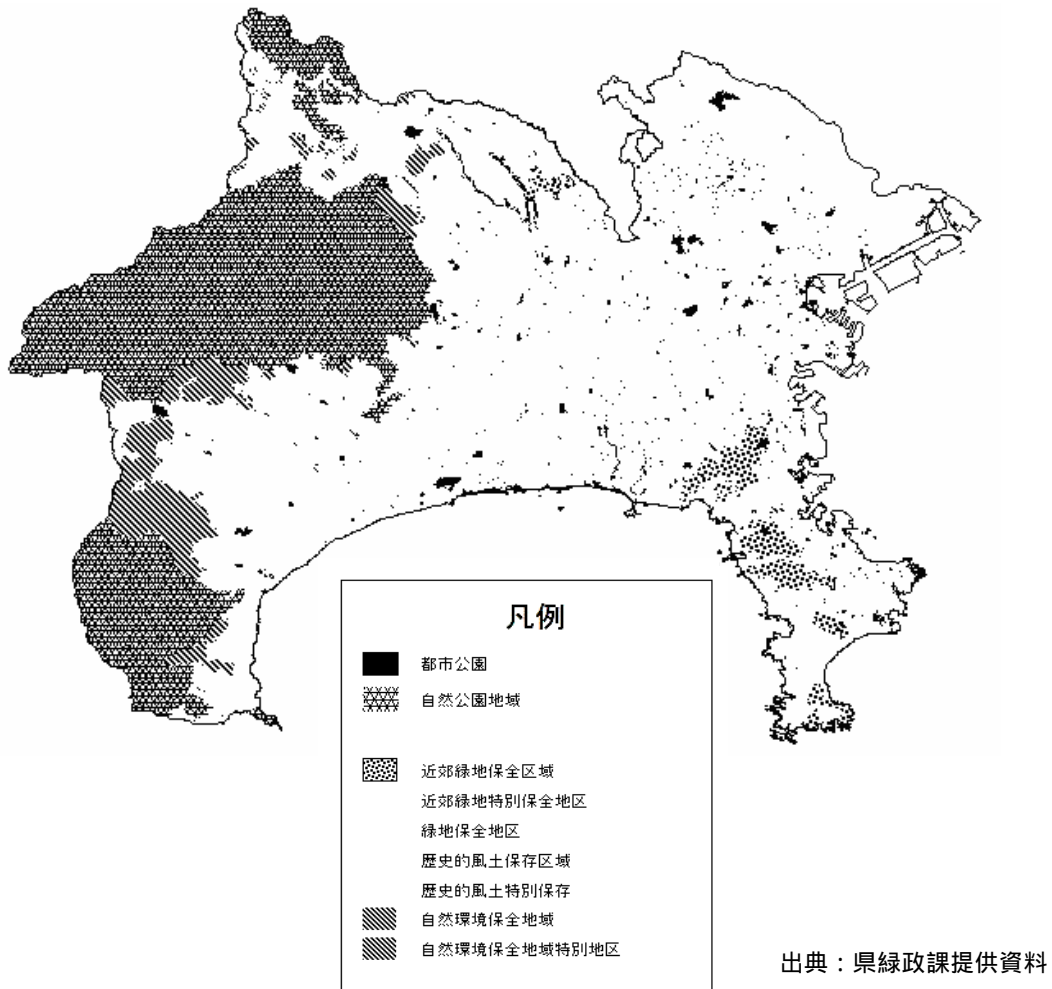 凡例
都市公園
自然公園地域
近郊緑地保全区域
近郊緑地特別保全地区
緑地保全地区
歴史的風土保存区域
歴史的風土特別保存
自然環境保全地域
自然環境保全地域特別地区
出典：県緑政課提供資料